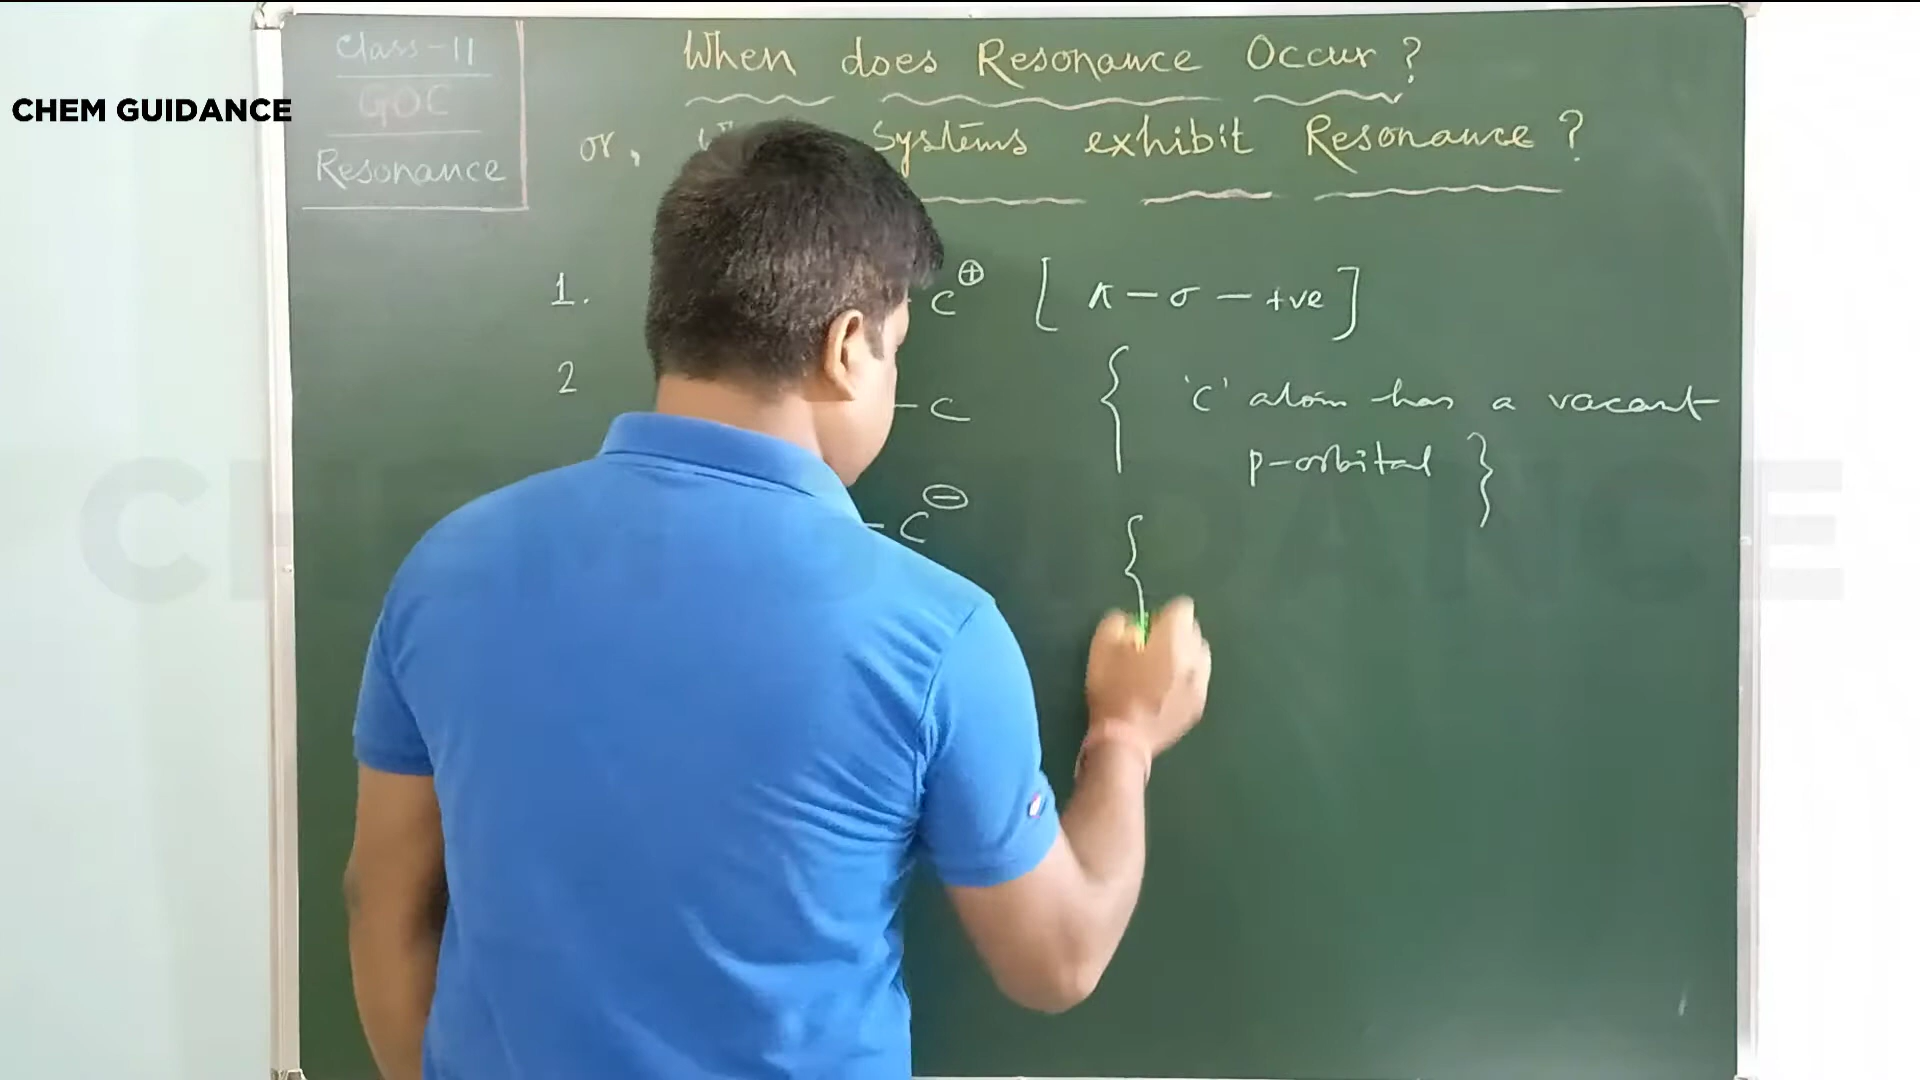 Class-11
GOC
Resonance
CHEM GUIDANCE
When does Resonance Occur?
or, Systems exhibit Resonance?
1. C⊕ [π – σ – +ve]
2 – C { 'C' atom has a vacant
p-orbital }
– C⊖ {